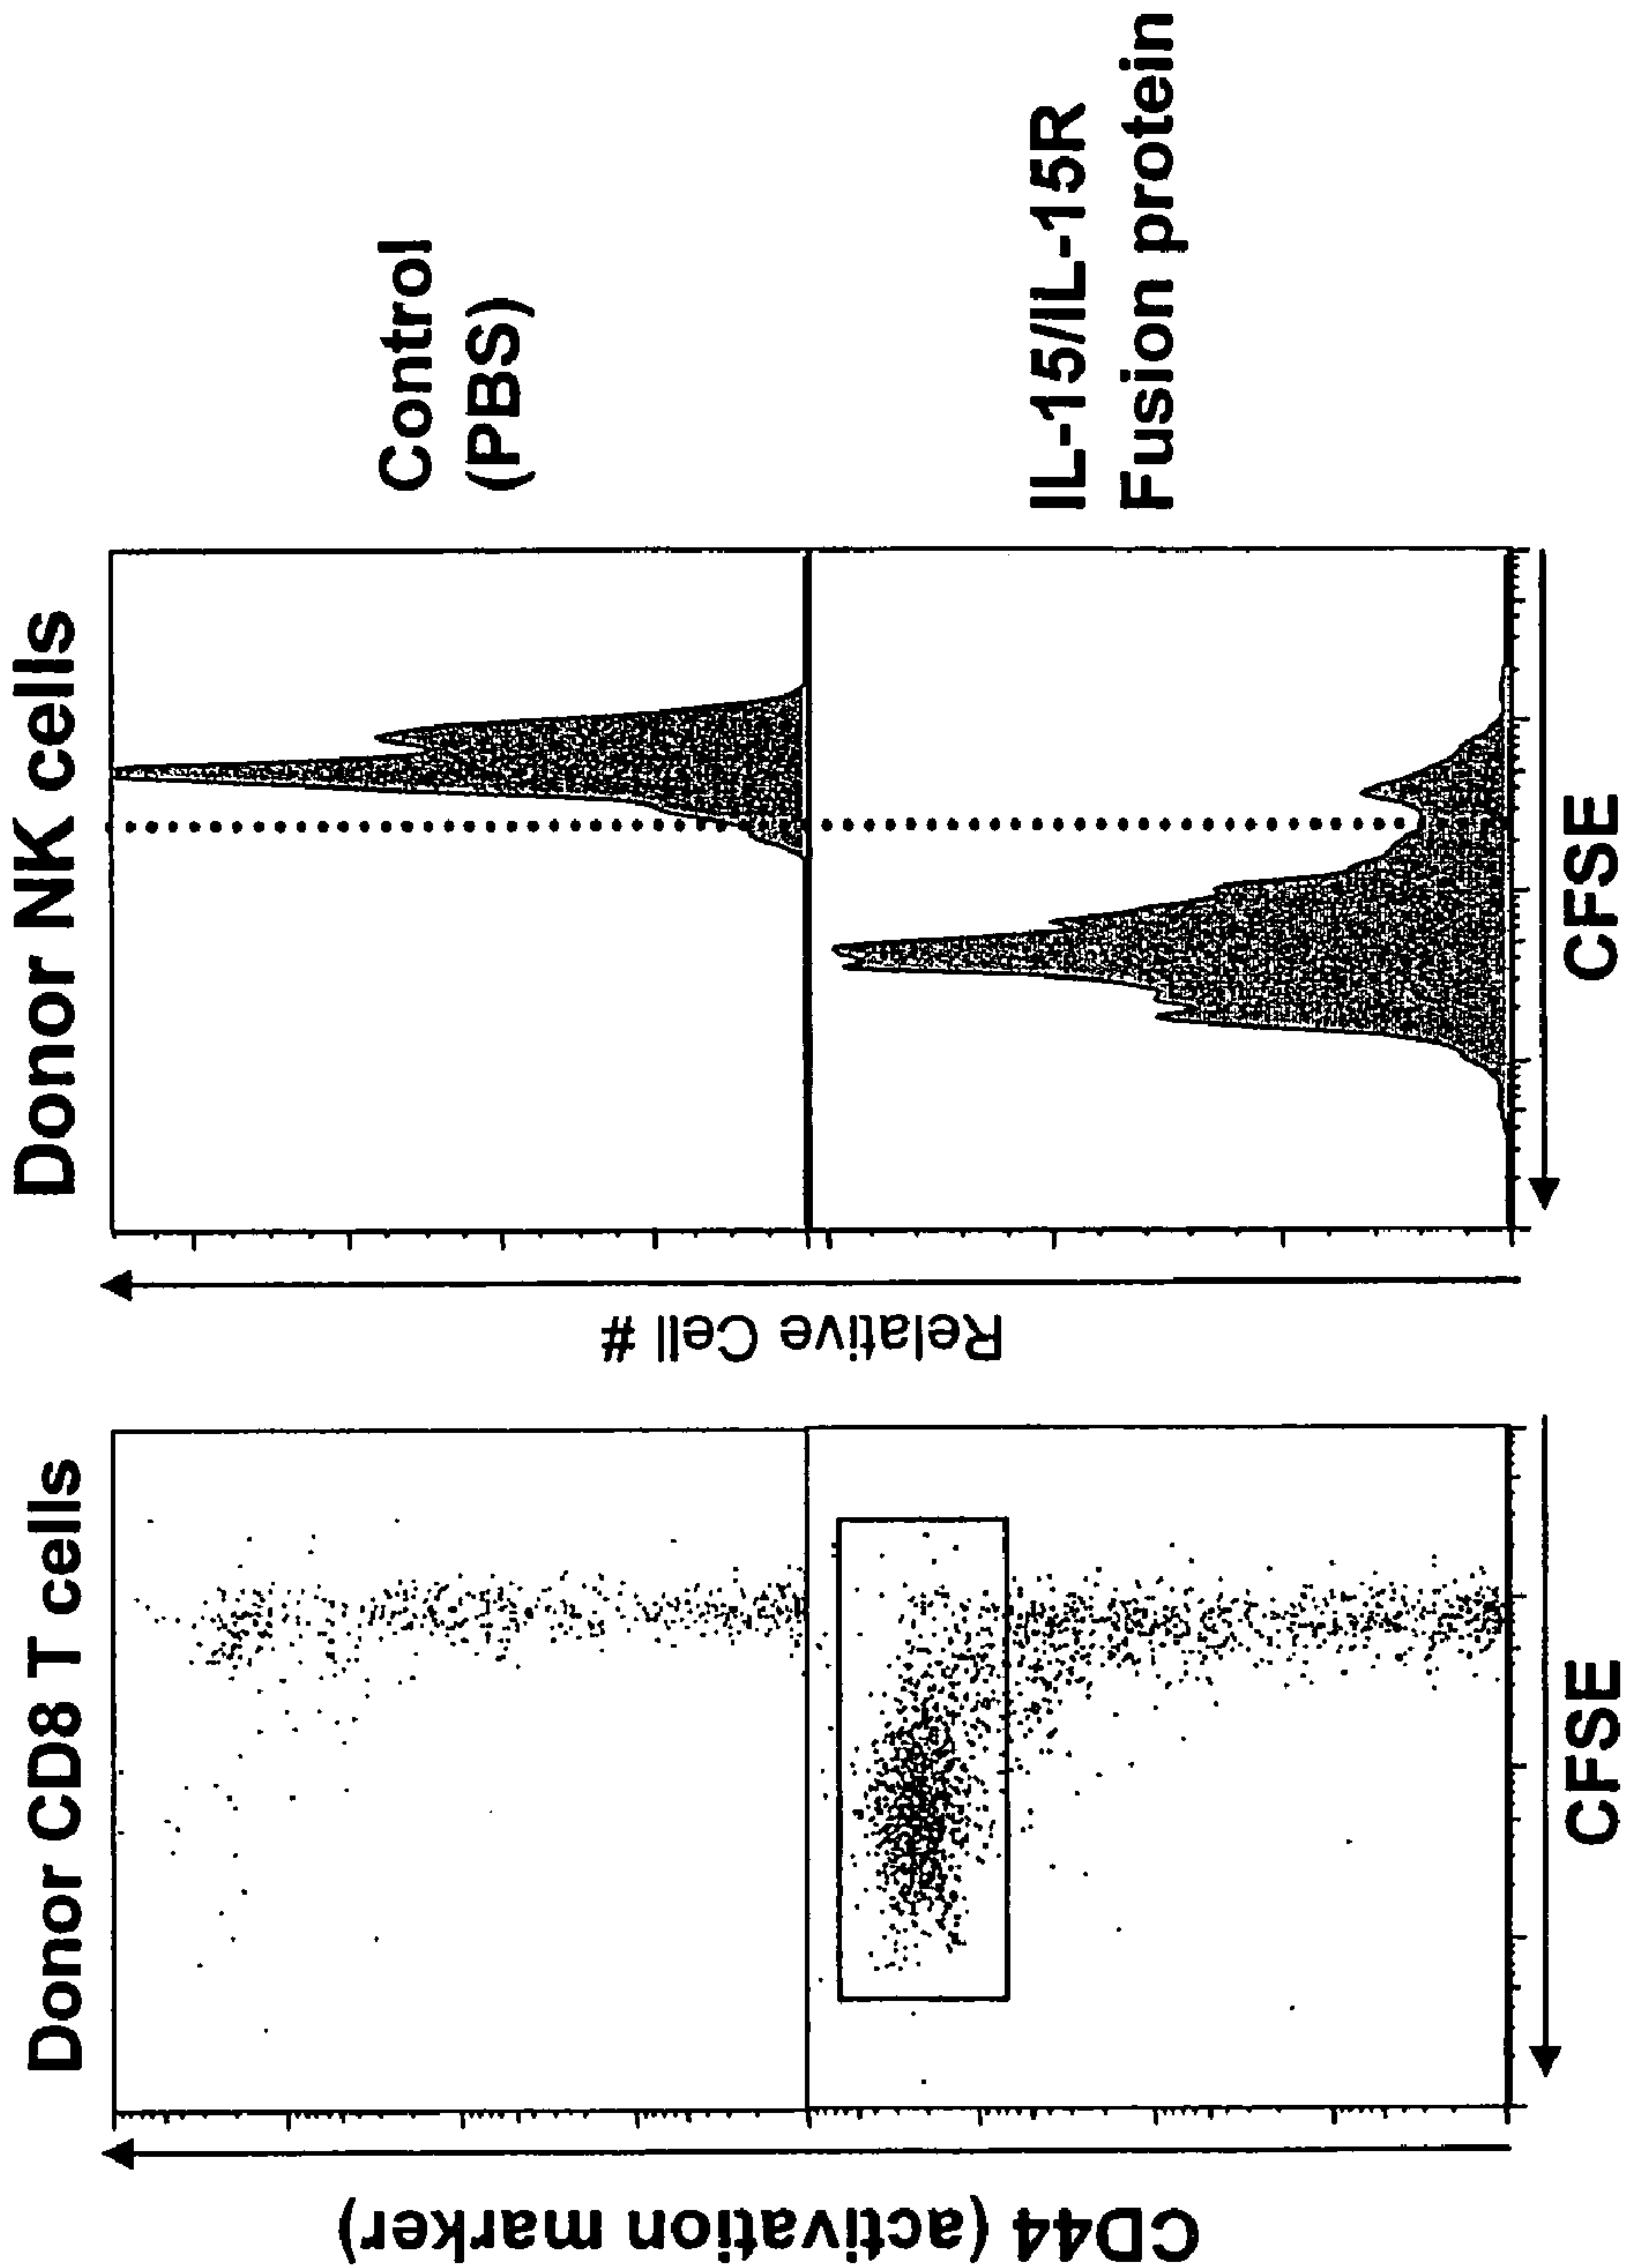 Donor CD8 T cells
Donor NK cells
CD44 (activation marker)
Relative Cell #
Control
(PBS)
IL-15/IL-15R
Fusion protein
CFSE
CFSE